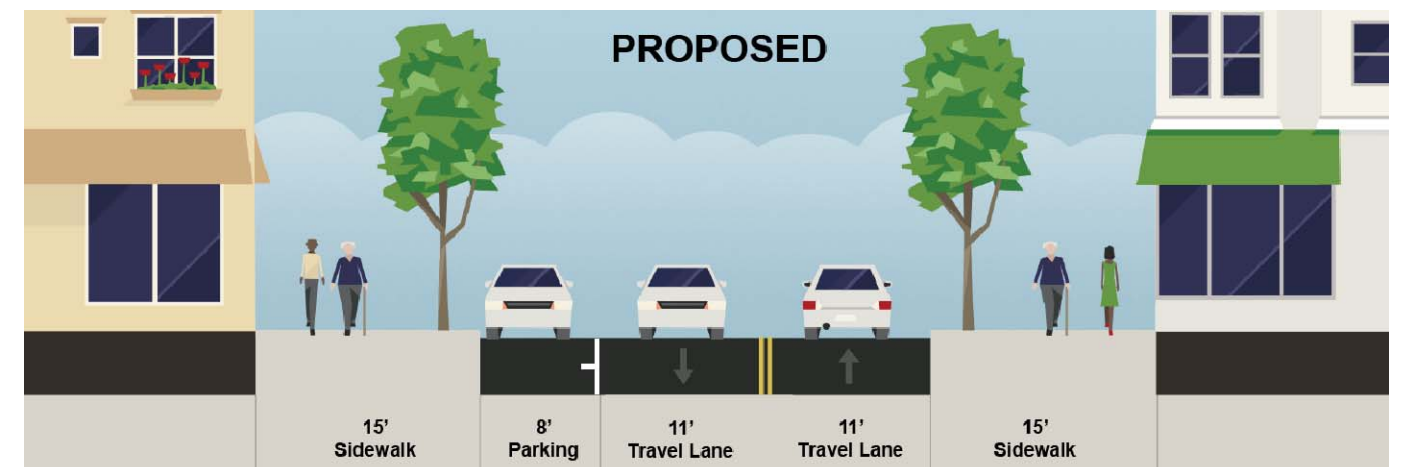 PROPOSED
15’
Sidewalk
8’
Parking
11’
Travel Lane
11’
Travel Lane
15’
Sidewalk